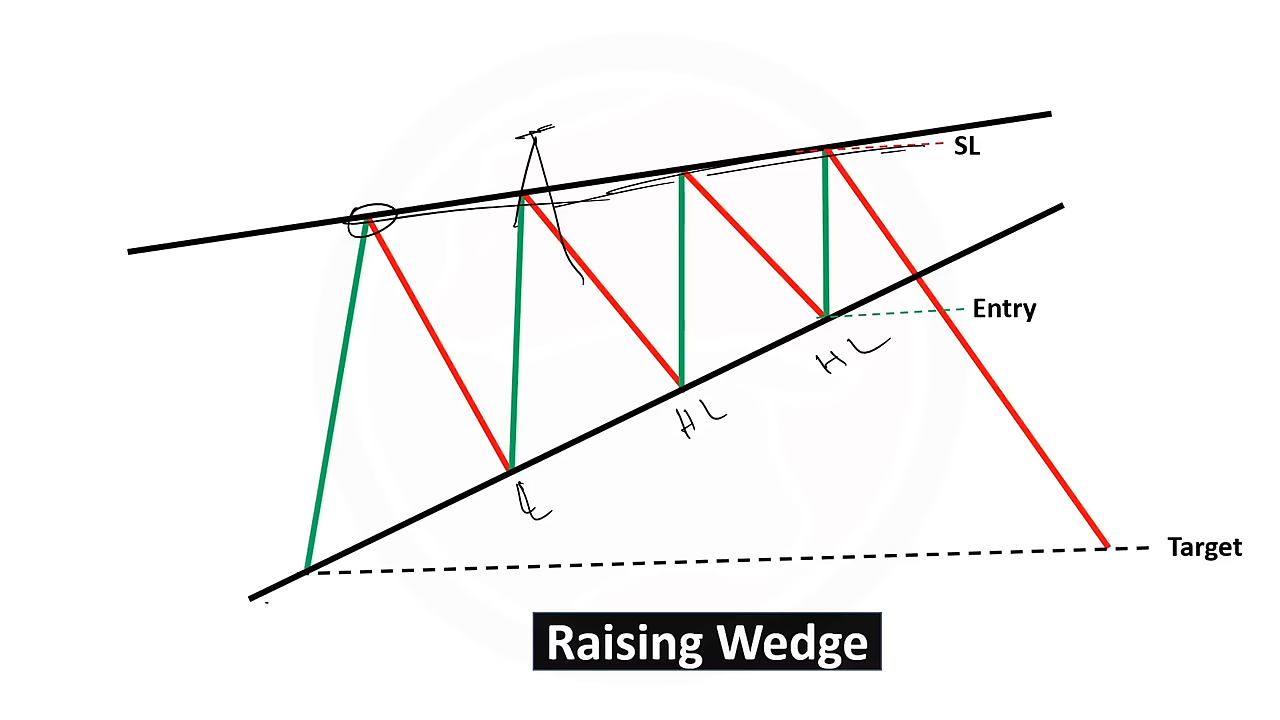 SL
Entry
HL
HL
Target
Raising Wedge